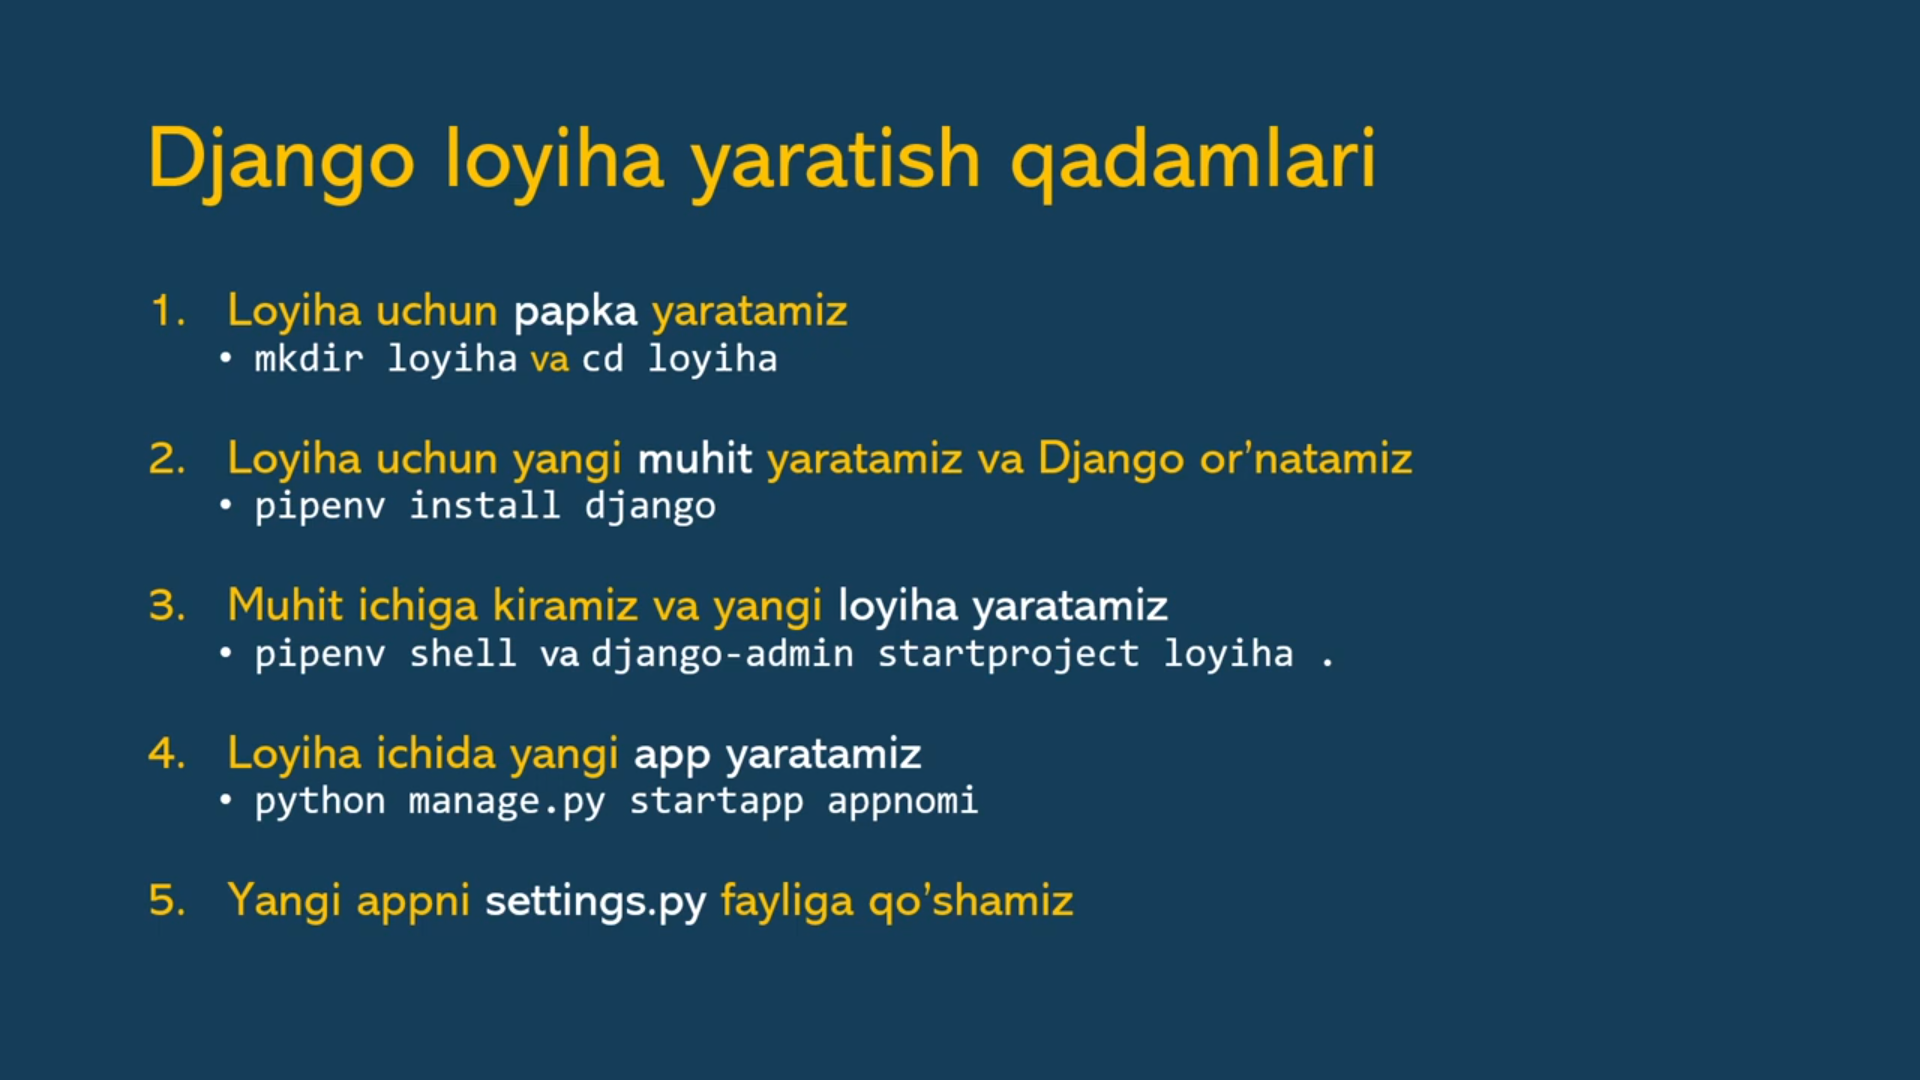 Django loyiha yaratish qadamlari
1. Loyiha uchun papka yaratamiz
• mkdir loyiha va cd loyiha
2. Loyiha uchun yangi muhit yaratamiz va Django or’natamiz
• pipenv install django
3. Muhit ichiga kiramiz va yangi loyiha yaratamiz
• pipenv shell va django-admin startproject loyiha .
4. Loyiha ichida yangi app yaratamiz
• python manage.py startapp appnomi
5. Yangi appni settings.py fayliga qo’shamiz